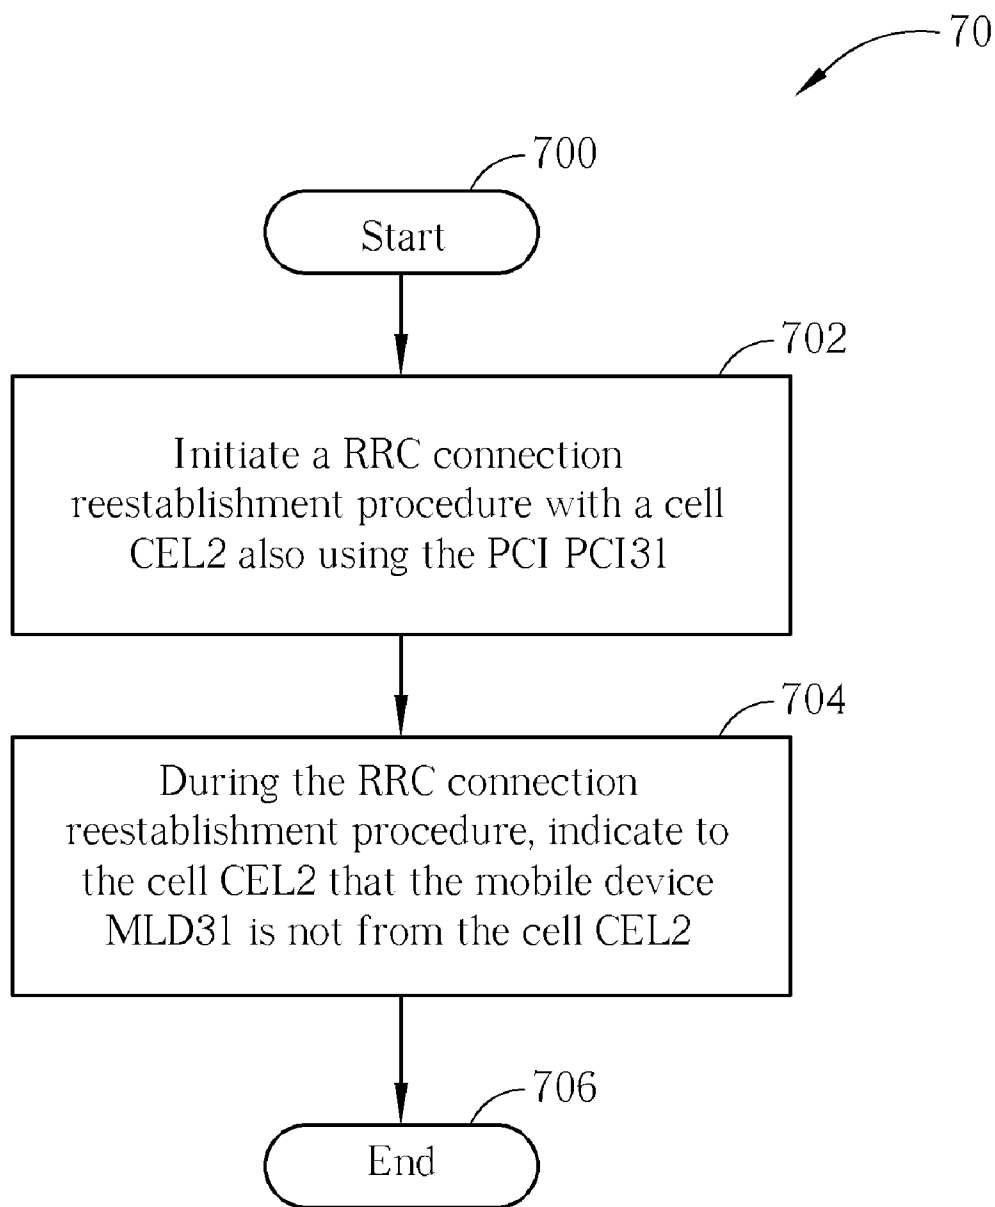 70
700
Start
702
Initiate a RRC connection
reestablishment procedure with a cell
CEL2 also using the PCI PCI31
704
During the RRC connection
reestablishment procedure, indicate to
the cell CEL2 that the mobile device
MLD31 is not from the cell CEL2
706
End